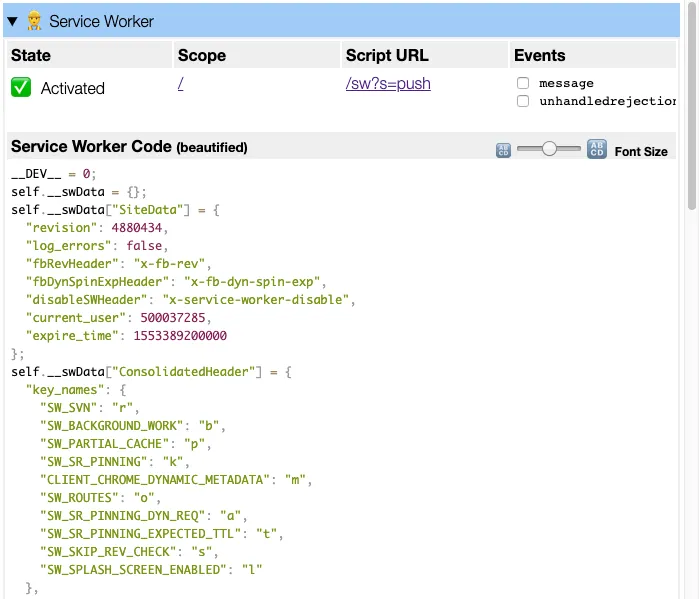 ▼ 👷 Service Worker
State Scope Script URL Events
✅ Activated / /sw?s=push message
unhandledrejection
Service Worker Code (beautified) Font Size
__DEV__ = 0;
self.__swData = {};
self.__swData["SiteData"] = {
  "revision": 4880434,
  "log_errors": false,
  "fbRevHeader": "x-fb-rev",
  "fbDynSpinExpHeader": "x-fb-dyn-spin-exp",
  "disableSWHeader": "x-service-worker-disable",
  "current_user": 500037285,
  "expire_time": 1553389200000
};
self.__swData["ConsolidatedHeader"] = {
  "key_names": {
    "SW_SVN": "r",
    "SW_BACKGROUND_WORK": "b",
    "SW_PARTIAL_CACHE": "p",
    "SW_SR_PINNING": "k",
    "CLIENT_CHROME_DYNAMIC_METADATA": "m",
    "SW_ROUTES": "o",
    "SW_SR_PINNING_DYN_REQ": "a",
    "SW_SR_PINNING_EXPECTED_TTL": "t",
    "SW_SKIP_REV_CHECK": "s",
    "SW_SPLASH_SCREEN_ENABLED": "l"
  },